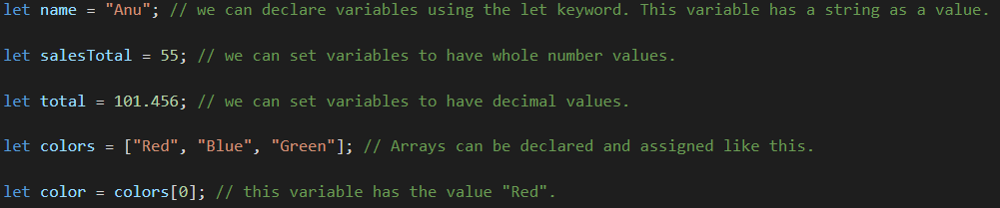 let name = "Anu"; // we can declare variables using the let keyword. This variable has a string as a value.
let salesTotal = 55; // we can set variables to have whole number values.
let total = 101.456; // we can set variables to have decimal values.
let colors = ["Red", "Blue", "Green"]; // Arrays can be declared and assigned like this.
let color = colors[0]; // this variable has the value "Red".